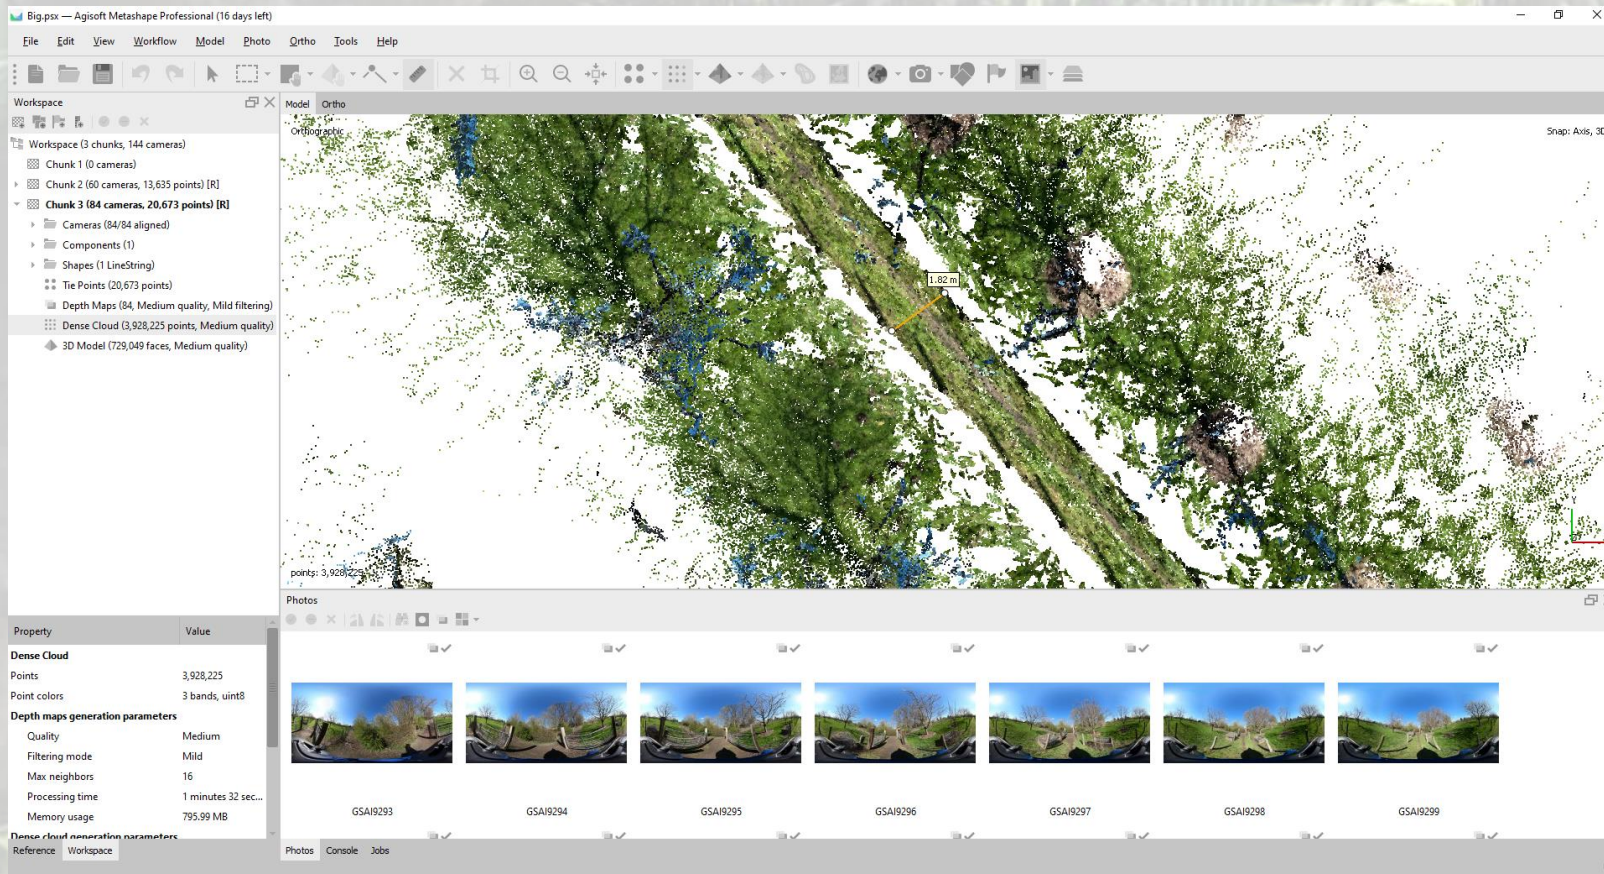 Big.psx — Agisoft Metashape Professional (16 days left)
File Edit View Workflow Model Photo Ortho Tools Help
Workspace
Workspace (3 chunks, 144 cameras)
Chunk 1 (0 cameras)
Chunk 2 (60 cameras, 13,635 points) [R]
Chunk 3 (84 cameras, 20,673 points) [R]
Cameras (84/84 aligned)
Components (1)
Shapes (1 LineString)
Tie Points (20,673 points)
Depth Maps (84, Medium quality, Mild filtering)
Dense Cloud (3,928,225 points, Medium quality)
3D Model (729,049 faces, Medium quality)
Property Value
Dense Cloud
Points 3,928,225
Point colors 3 bands, uint8
Depth maps generation parameters
Quality Medium
Filtering mode Mild
Max neighbors 16
Processing time 1 minutes 32 sec...
Memory usage 795.99 MB
Dense cloud generation parameters
Reference Workspace
Model Ortho
Orthographic
Snap: Axis, 3D
1.82 m
points: 3,928,225
Photos
GSAI9293 GSAI9294 GSAI9295 GSAI9296 GSAI9297 GSAI9298 GSAI9299
Photos Console Jobs